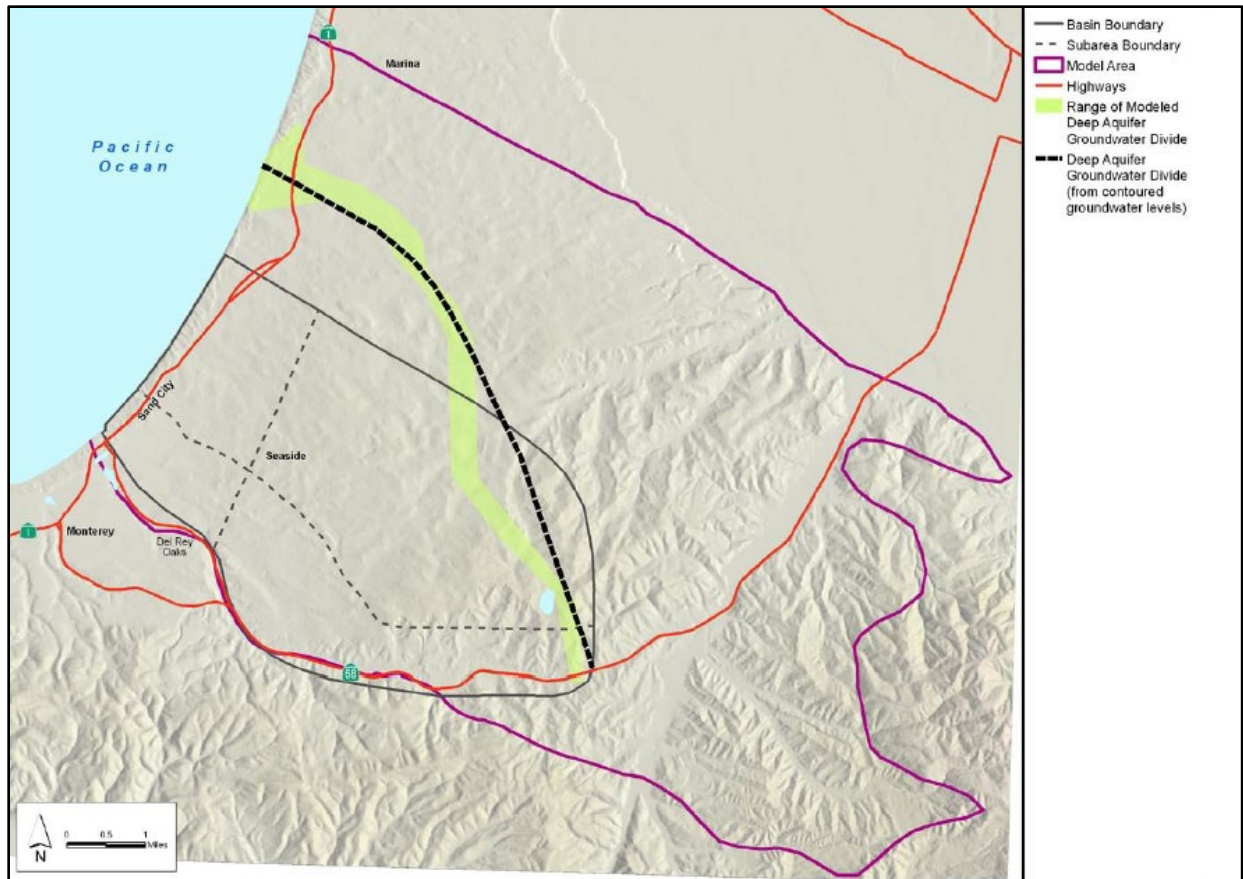 1
Marina
Pacific
Ocean
Sand City
Seaside
1
Monterey
Del Rey
Oaks
68
0 0.5 1
Miles
N
Basin Boundary
Subarea Boundary
Model Area
Highways
Range of Modeled
Deep Aquifer
Groundwater Divide
Deep Aquifer
Groundwater Divide
(from contoured
groundwater levels)